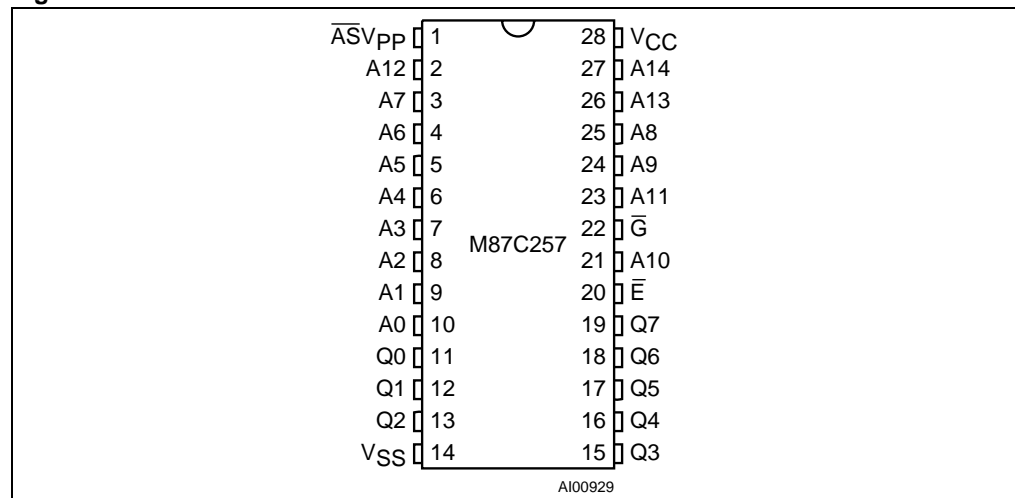 A̅S̅VPP 1 28 VCC
A12 2 27 A14
A7 3 26 A13
A6 4 25 A8
A5 5 24 A9
A4 6 23 A11
A3 7 22 G̅
M87C257
A2 8 21 A10
A1 9 20 E̅
A0 10 19 Q7
Q0 11 18 Q6
Q1 12 17 Q5
Q2 13 16 Q4
VSS 14 15 Q3
AI00929